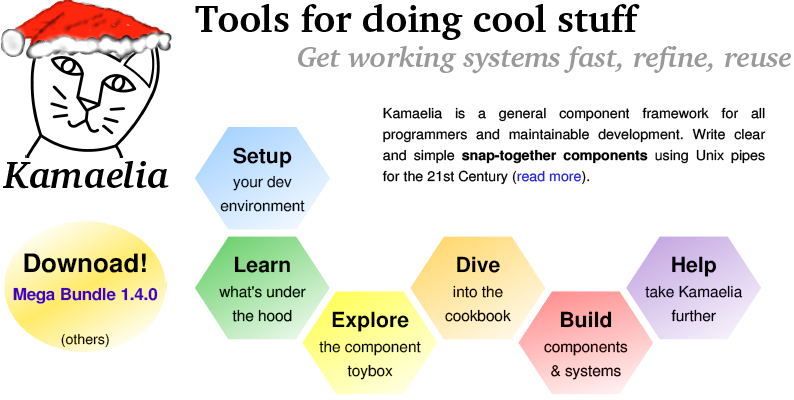 Tools for doing cool stuff
Get working systems fast, refine, reuse
Kamaelia
Kamaelia is a general component framework for all
programmers and maintainable development. Write clear
and simple snap-together components using Unix pipes
for the 21st Century (read more).
Setup
your dev
environment
Downoad!
Mega Bundle 1.4.0
(others)
Learn
what's under
the hood
Explore
the component
toybox
Dive
into the
cookbook
Build
components
& systems
Help
take Kamaelia
further